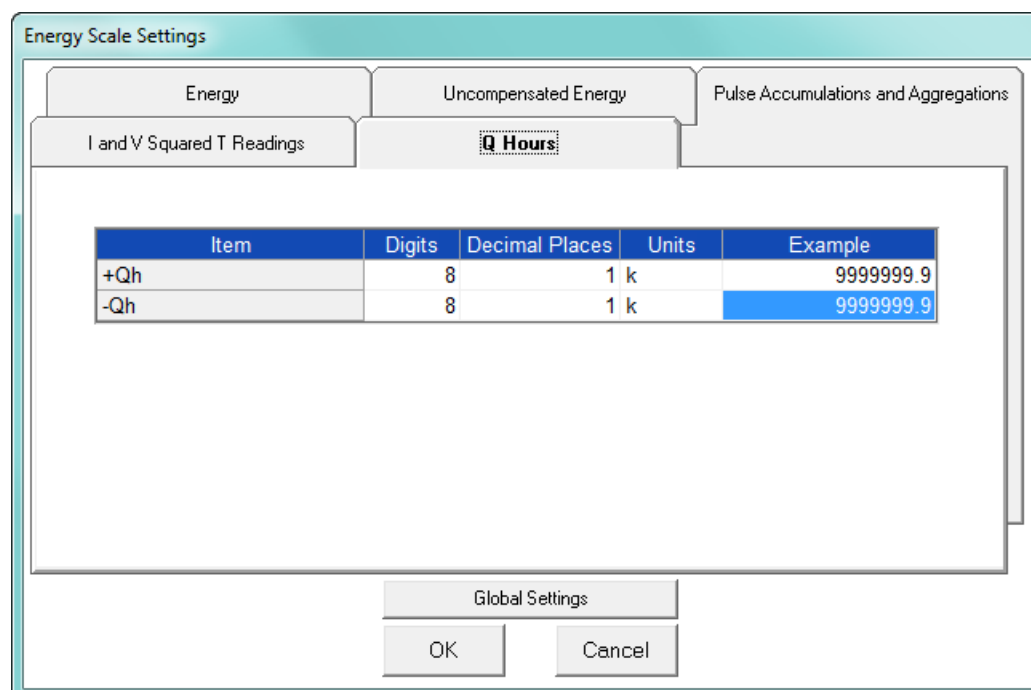 Energy Scale Settings
Energy Uncompensated Energy Pulse Accumulations and Aggregations
I and V Squared T Readings Q Hours
Item Digits Decimal Places Units Example
+Qh 8 1 k 9999999.9
-Qh 8 1 k 9999999.9
Global Settings
OK Cancel